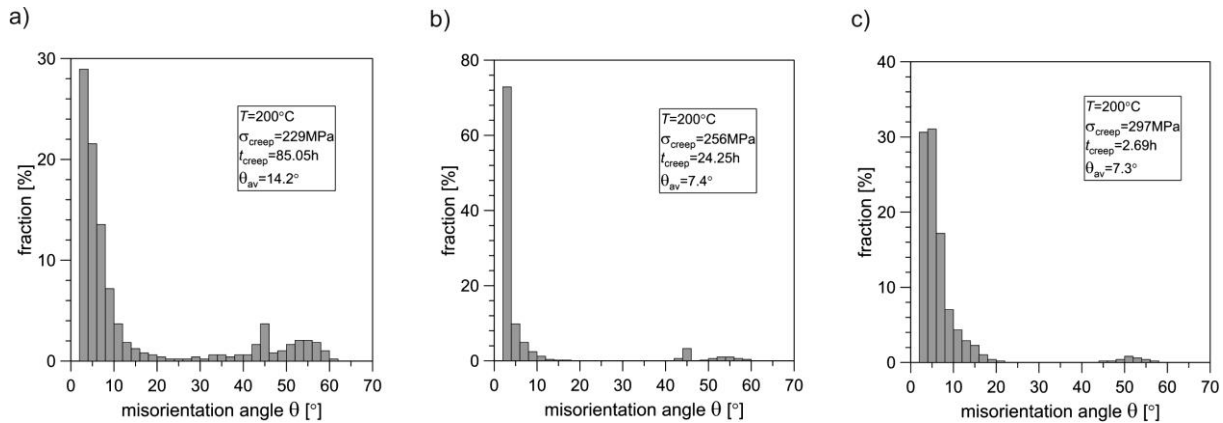 a)
30
20
10
0
fraction [%]
0 10 20 30 40 50 60 70
misorientation angle θ [°]
T=200°C
σcreep=229MPa
tcreep=85.05h
θav=14.2°
b)
80
60
40
20
0
fraction [%]
0 10 20 30 40 50 60 70
misorientation angle θ [°]
T=200°C
σcreep=256MPa
tcreep=24.25h
θav=7.4°
c)
40
30
20
10
0
fraction [%]
0 10 20 30 40 50 60 70
misorientation angle θ [°]
T=200°C
σcreep=297MPa
tcreep=2.69h
θav=7.3°